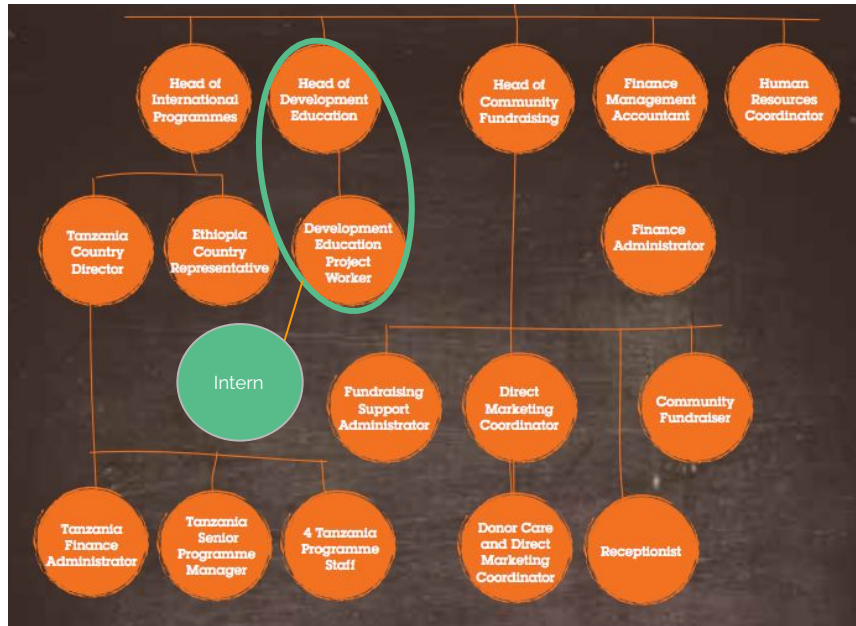 Head of
International
Programmes
Head of
Development
Education
Head of
Community
Fundraising
Finance
Management
Accountant
Human
Resources
Coordinator
Tanzania
Country
Director
Ethiopia
Country
Representative
Development
Education
Project
Worker
Finance
Administrator
Intern
Fundraising
Support
Administrator
Direct
Marketing
Coordinator
Community
Fundraiser
Tanzania
Finance
Administrator
Tanzania
Senior
Programme
Manager
4 Tanzania
Programme
Staff
Donor Care
and Direct
Marketing
Coordinator
Receptionist